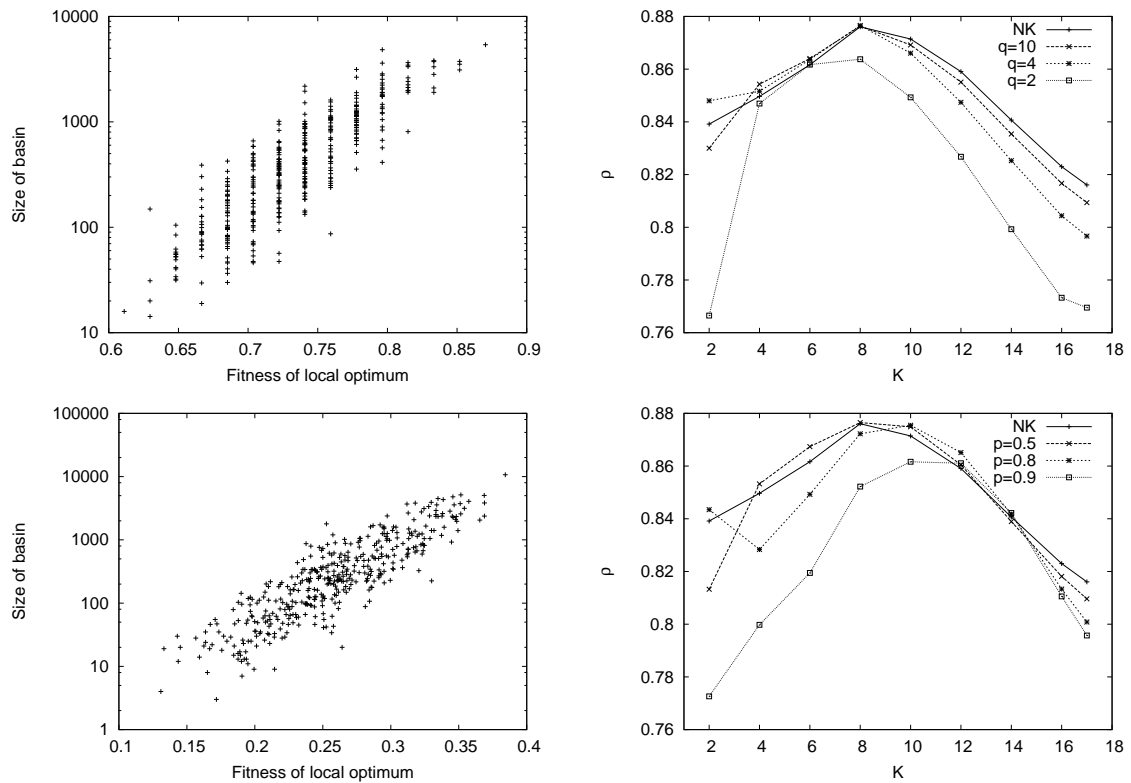 10000
1000
100
10
Size of basin
0.6 0.65 0.7 0.75 0.8 0.85 0.9
Fitness of local optimum
0.88
0.86
0.84
0.82
0.8
0.78
0.76
ρ
NK
q=10
q=4
q=2
2 4 6 8 10 12 14 16 18
K
100000
10000
1000
100
10
1
Size of basin
0.1 0.15 0.2 0.25 0.3 0.35 0.4
Fitness of local optimum
0.88
0.86
0.84
0.82
0.8
0.78
0.76
ρ
NK
p=0.5
p=0.8
p=0.9
2 4 6 8 10 12 14 16 18
K